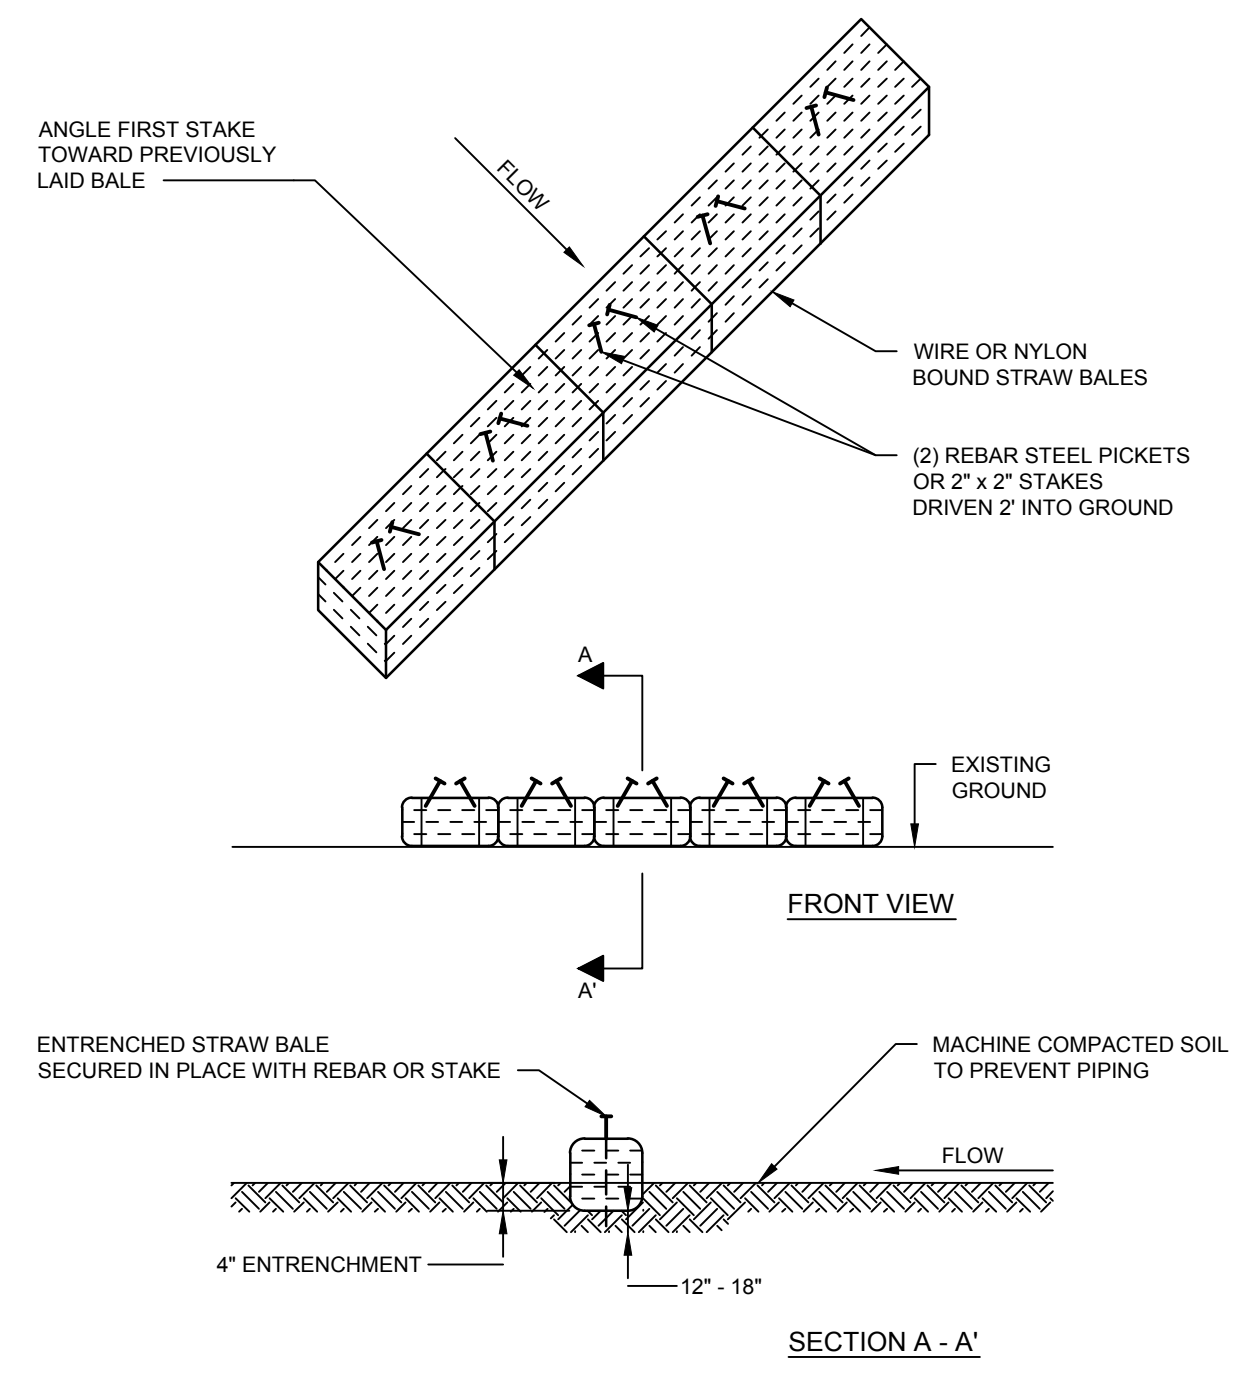 ANGLE FIRST STAKE
TOWARD PREVIOUSLY
LAID BALE
FLOW
WIRE OR NYLON
BOUND STRAW BALES
(2) REBAR STEEL PICKETS
OR 2" x 2" STAKES
DRIVEN 2' INTO GROUND
A
EXISTING
GROUND
FRONT VIEW
A'
ENTRENCHED STRAW BALE
SECURED IN PLACE WITH REBAR OR STAKE
MACHINE COMPACTED SOIL
TO PREVENT PIPING
FLOW
4" ENTRENCHMENT
12" - 18"
SECTION A - A'